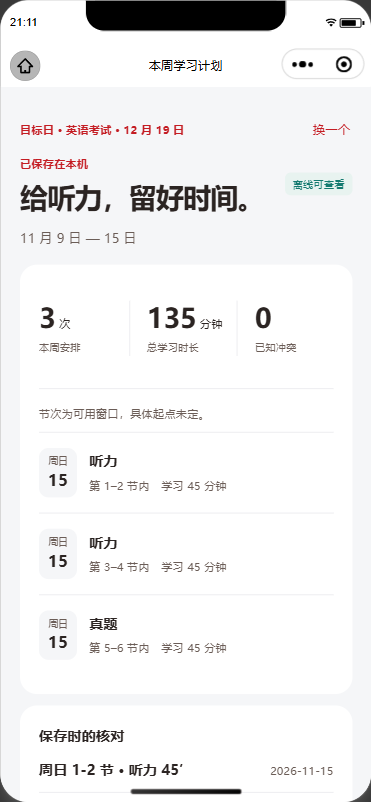 21:11
本周学习计划
目标日 • 英语考试 • 12 月 19 日
换一个
已保存在本机
离线可查看
给听力，留好时间。
11 月 9 日 — 15 日
3 次
135 分钟
0
本周安排
总学习时长
已知冲突
节次为可用窗口，具体起点未定。
周日
15
听力
第 1–2 节内 学习 45 分钟
周日
15
听力
第 3–4 节内 学习 45 分钟
周日
15
真题
第 5–6 节内 学习 45 分钟
保存时的核对
周日 1-2 节 • 听力 45′
2026-11-15